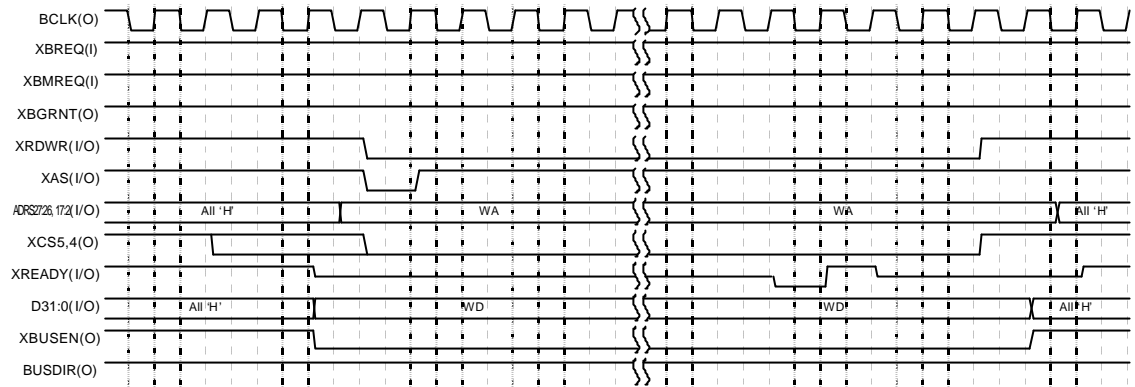 BCLK(O)
XBREQ(I)
XBMREQ(I)
XBGRNT(O)
XRDWR(I/O)
XAS(I/O)
ADRS27:26, 17:2(I/O) All 'H' WA WA All 'H'
XCS5,4(O)
XREADY(I/O)
D31:0(I/O) All 'H' WD WD All 'H'
XBUSEN(O)
BUSDIR(O)